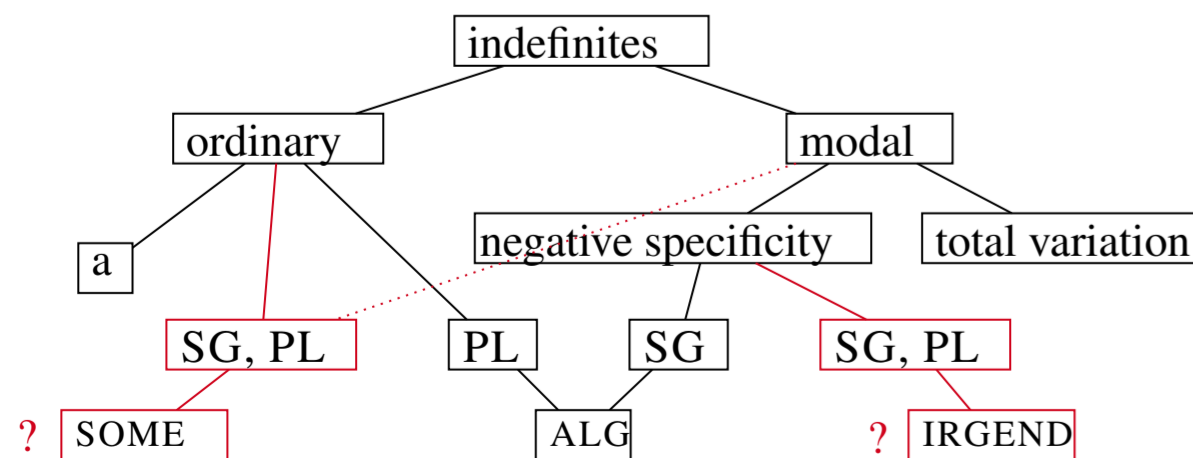 indefinites
ordinary
modal
a
negative specificity
total variation
SG, PL
PL
SG
SG, PL
? SOME
ALG
? IRGEND